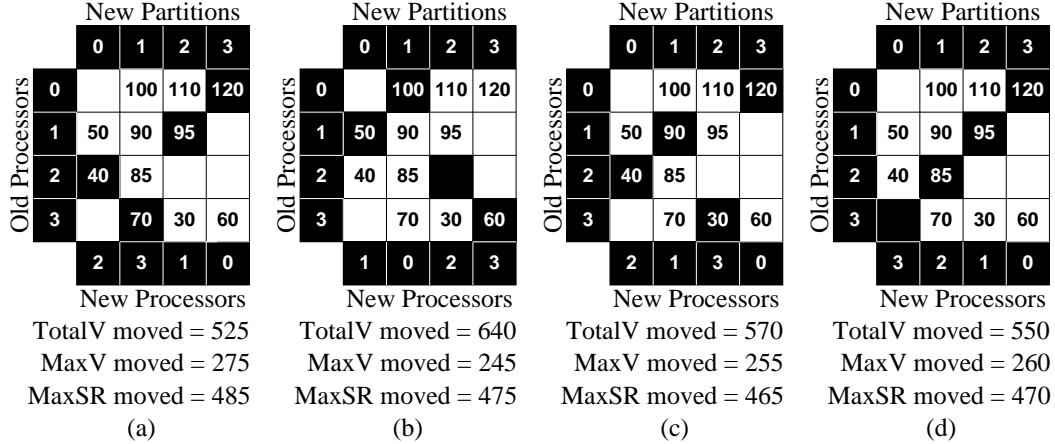 New Partitions New Partitions New Partitions New Partitions
0 1 2 3 0 1 2 3 0 1 2 3 0 1 2 3
Old Processors Old Processors Old Processors Old Processors
0 100 110 120 0 100 110 120 0 100 110 120 0 100 110 120
1 50 90 95 1 50 90 95 1 50 90 95 1 50 90 95
2 40 85 2 40 85 2 40 85 2 40 85
3 70 30 60 3 70 30 60 3 70 30 60 3 70 30 60
2 3 1 0 1 0 2 3 2 1 3 0 3 2 1 0
New Processors New Processors New Processors New Processors
TotalV moved = 525 TotalV moved = 640 TotalV moved = 570 TotalV moved = 550
MaxV moved = 275 MaxV moved = 245 MaxV moved = 255 MaxV moved = 260
MaxSR moved = 485 MaxSR moved = 475 MaxSR moved = 465 MaxSR moved = 470
(a) (b) (c) (d)